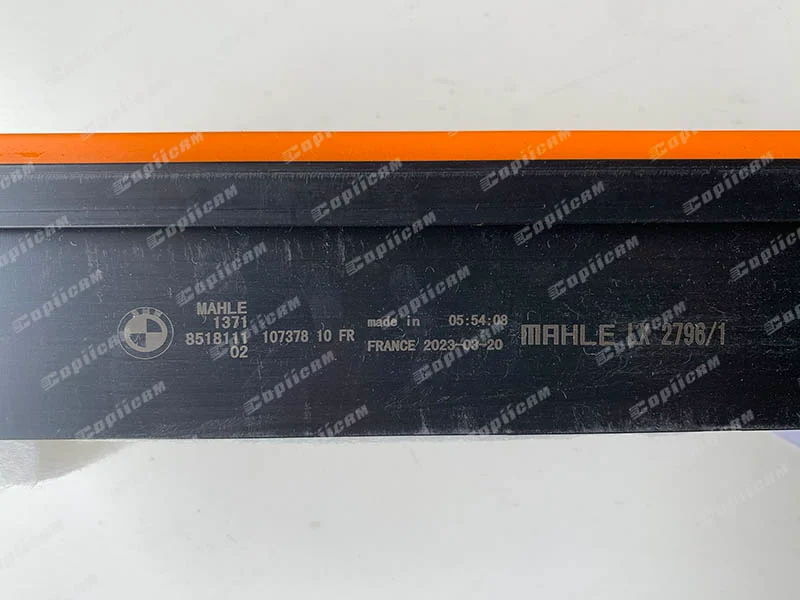 MAHLE
1371
8518111
02
107378 10 FR
made in 05:54:08
FRANCE 2023-03-20
MAHLE LX 2796/1
Copiicam